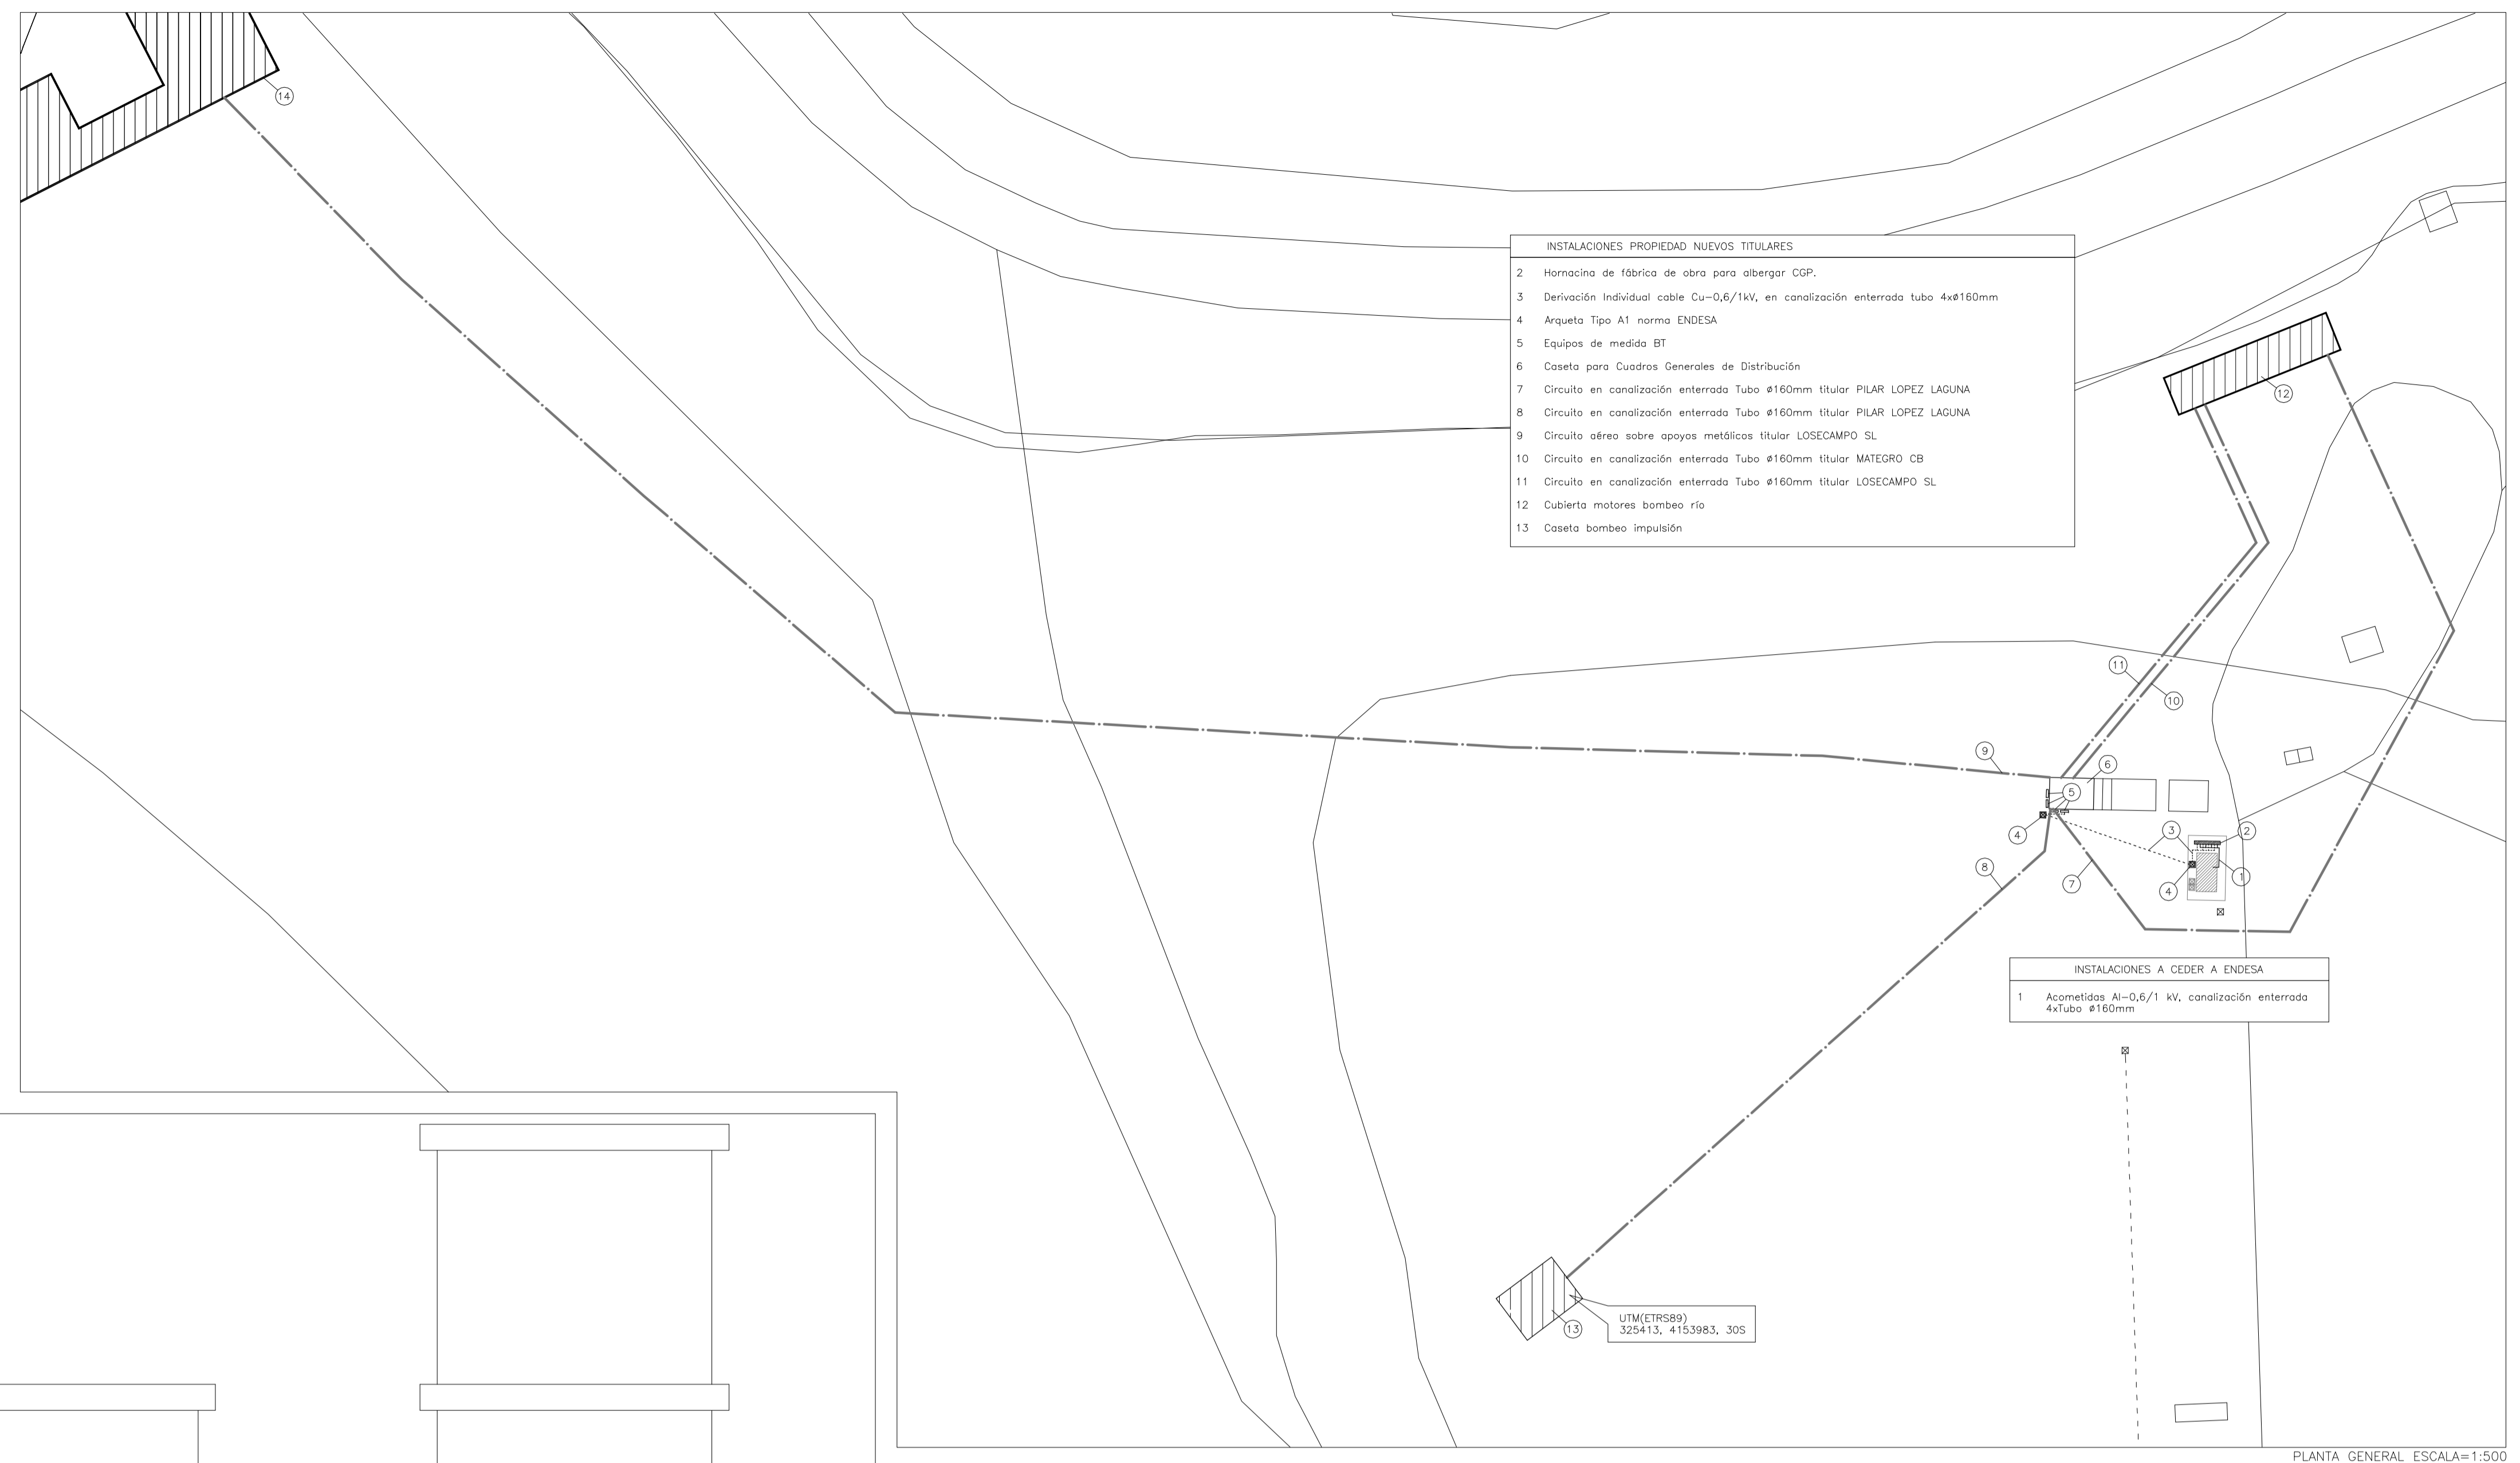 14
INSTALACIONES PROPIEDAD NUEVOS TITULARES
2 Hornacina de fábrica de obra para albergar CGP.
3 Derivación Individual cable Cu-0,6/1kV, en canalización enterrada tubo 4xø160mm
4 Arqueta Tipo A1 norma ENDESA
5 Equipos de medida BT
6 Caseta para Cuadros Generales de Distribución
7 Circuito en canalización enterrada Tubo ø160mm titular PILAR LOPEZ LAGUNA
8 Circuito en canalización enterrada Tubo ø160mm titular PILAR LOPEZ LAGUNA
9 Circuito aéreo sobre apoyos metálicos titular LOSECAMPO SL
10 Circuito en canalización enterrada Tubo ø160mm titular MATEGRO CB
11 Circuito en canalización enterrada Tubo ø160mm titular LOSECAMPO SL
12 Cubierta motores bombeo río
13 Caseta bombeo impulsión
12
11
10
9
6
5
4
3
2
8
7
4
1
INSTALACIONES A CEDER A ENDESA
1 Acometidas Al-0,6/1 kV, canalización enterrada
4xTubo ø160mm
13
UTM(ETRS89)
325413, 4153983, 30S
PLANTA GENERAL ESCALA=1:500